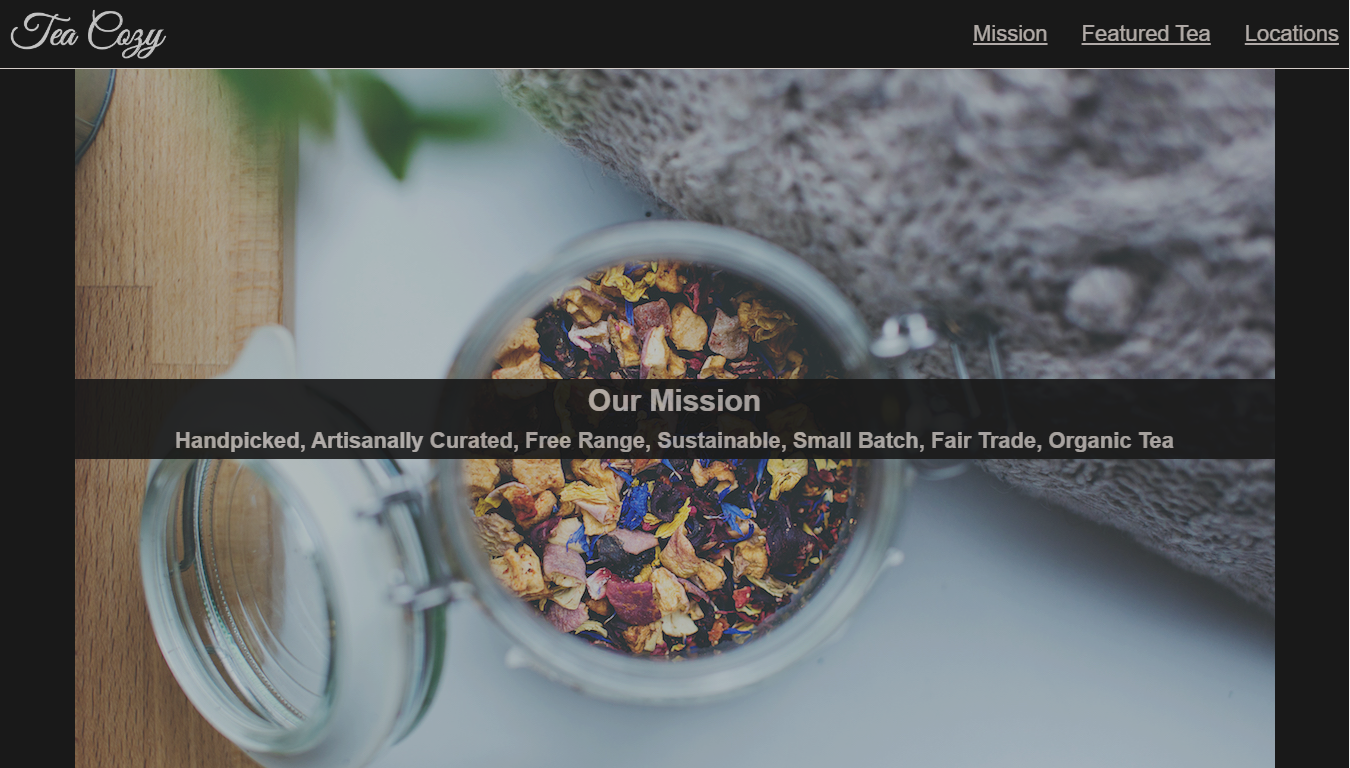 Tea Cozy
Mission Featured Tea Locations
Our Mission
Handpicked, Artisanally Curated, Free Range, Sustainable, Small Batch, Fair Trade, Organic Tea